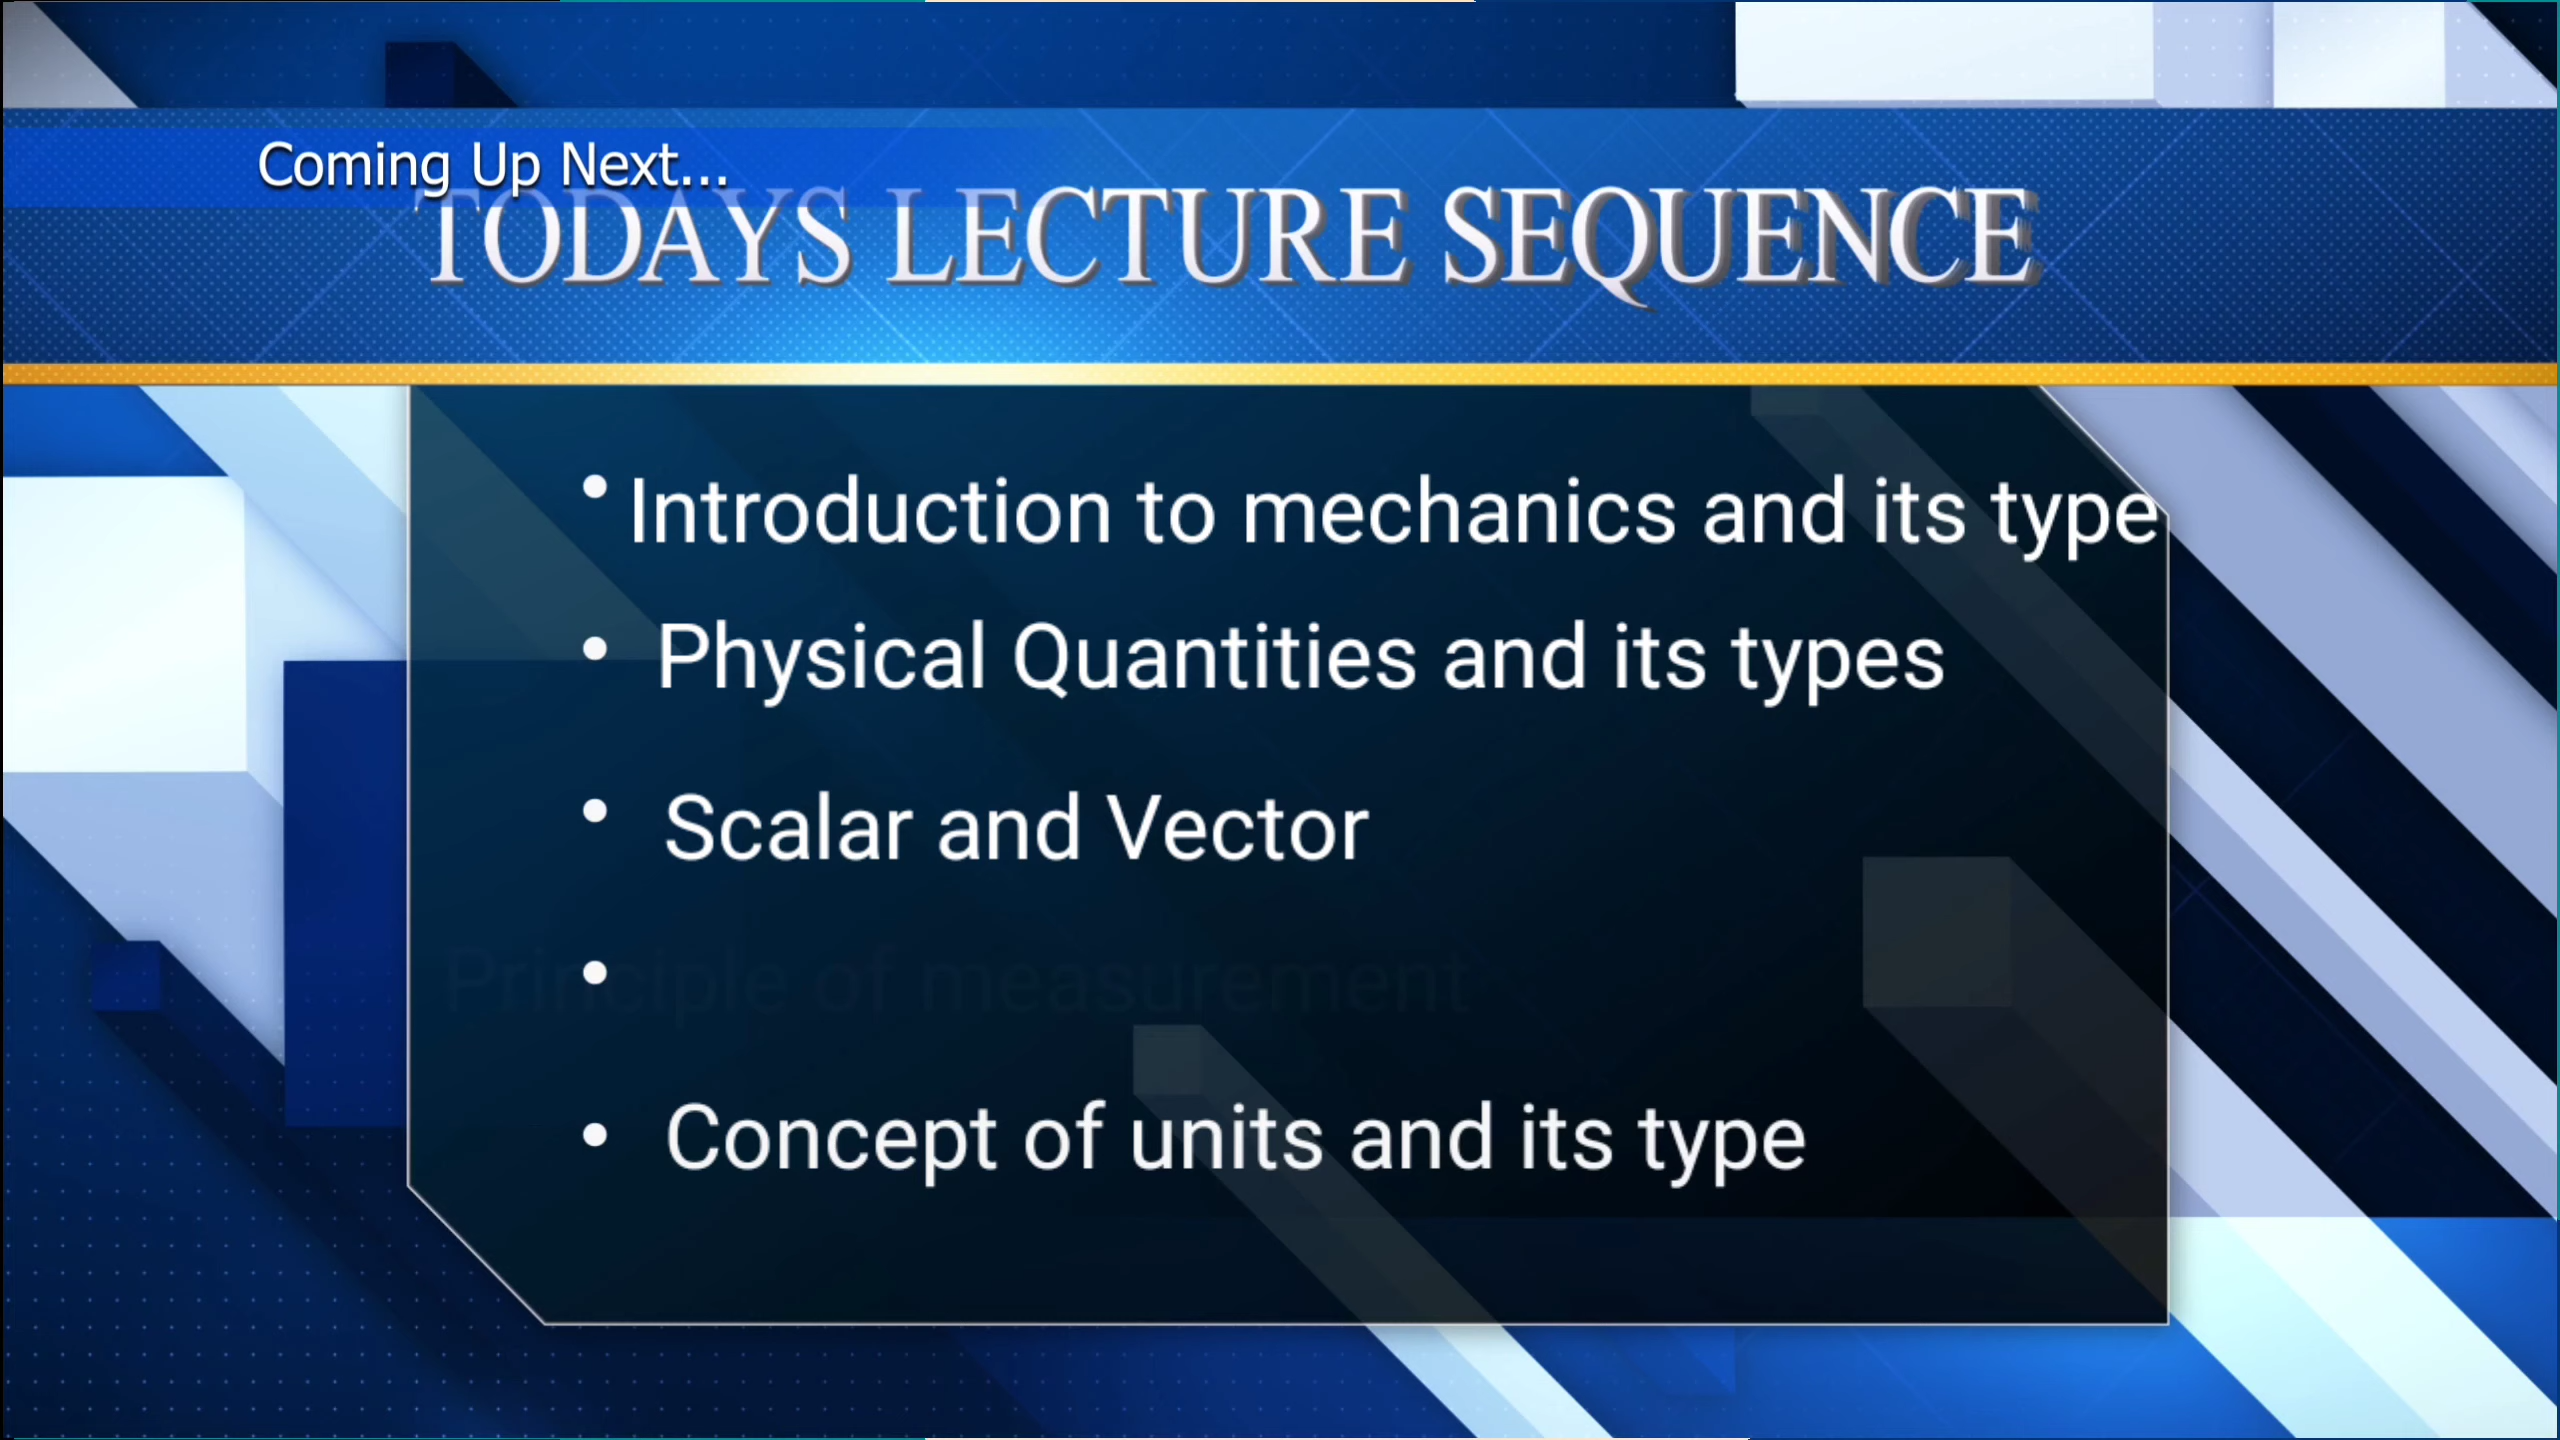 Coming Up Next...
TODAYS LECTURE SEQUENCE
• Introduction to mechanics and its type
• Physical Quantities and its types
• Scalar and Vector
• Principle of measurement
• Concept of units and its type